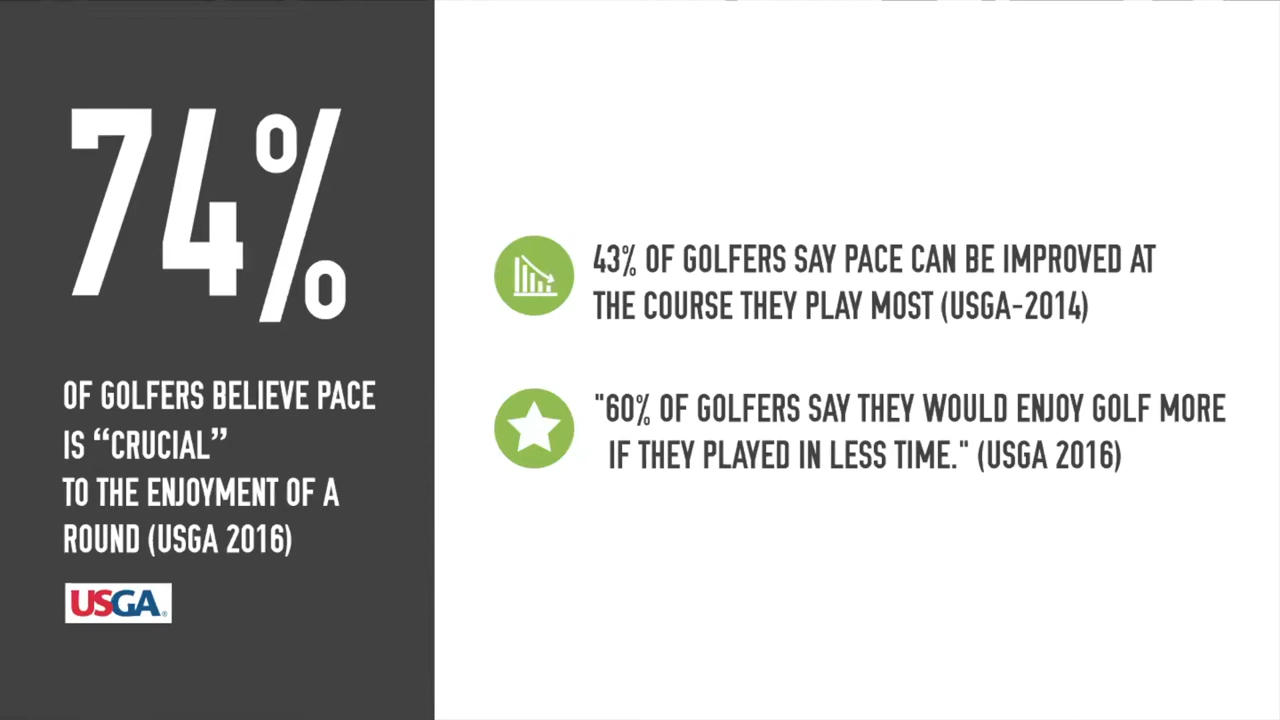 74%
OF GOLFERS BELIEVE PACE
IS “CRUCIAL”
TO THE ENJOYMENT OF A
ROUND (USGA 2016)
USGA®
43% OF GOLFERS SAY PACE CAN BE IMPROVED AT
THE COURSE THEY PLAY MOST (USGA-2014)
"60% OF GOLFERS SAY THEY WOULD ENJOY GOLF MORE
IF THEY PLAYED IN LESS TIME." (USGA 2016)